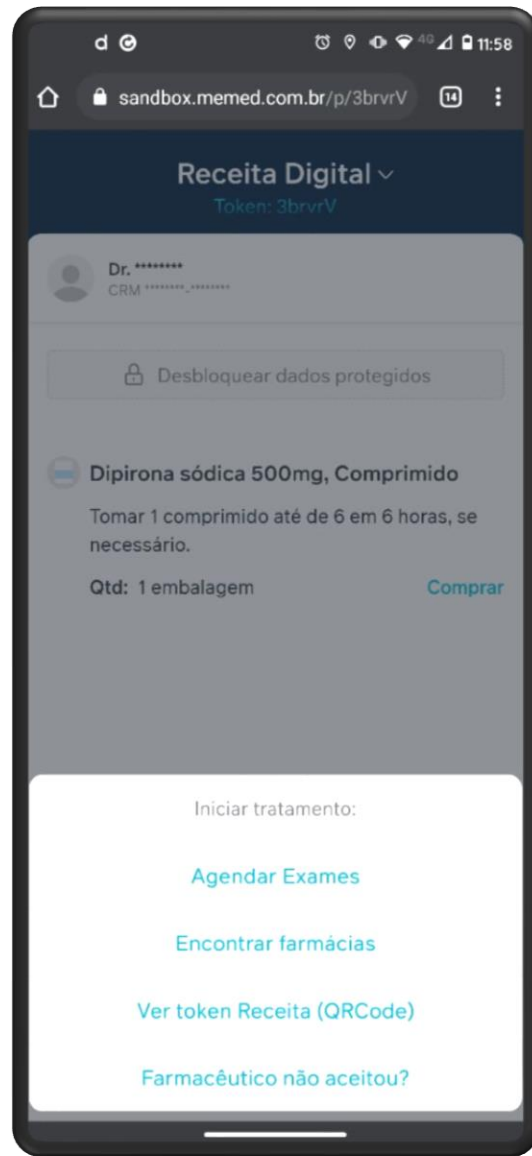 d
4G
11:58
sandbox.memed.com.br/p/3brvrV
14
Receita Digital
Token: 3brvrV
Dr. ********
CRM ********-********
Desbloquear dados protegidos
Dipirona sódica 500mg, Comprimido
Tomar 1 comprimido até de 6 em 6 horas, se
necessário.
Qtd: 1 embalagem
Comprar
Iniciar tratamento:
Agendar Exames
Encontrar farmácias
Ver token Receita (QRCode)
Farmacêutico não aceitou?